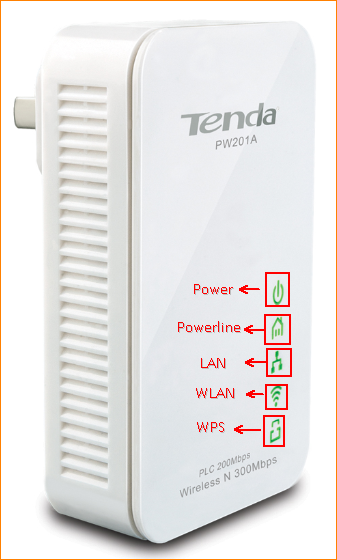 Tenda
PW201A
Power
Powerline
LAN
WLAN
WPS
PLC 200Mbps
Wireless N 300Mbps